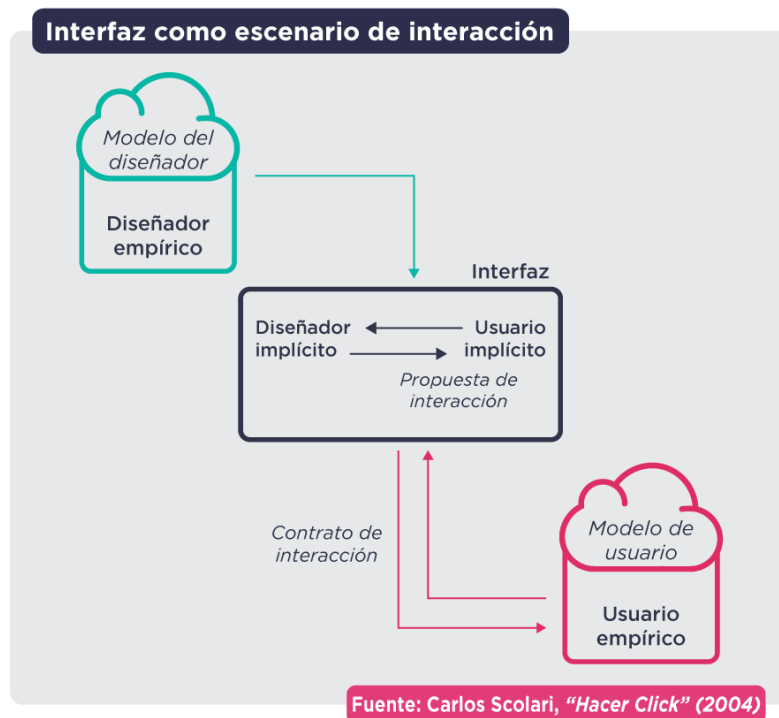 Interfaz como escenario de interacción
Modelo del
diseñador
Diseñador
empírico
Interfaz
Diseñador
implícito
Usuario
implícito
Propuesta de
interacción
Contrato de
interacción
Modelo de
usuario
Usuario
empírico
Fuente: Carlos Scolari, “Hacer Click” (2004)